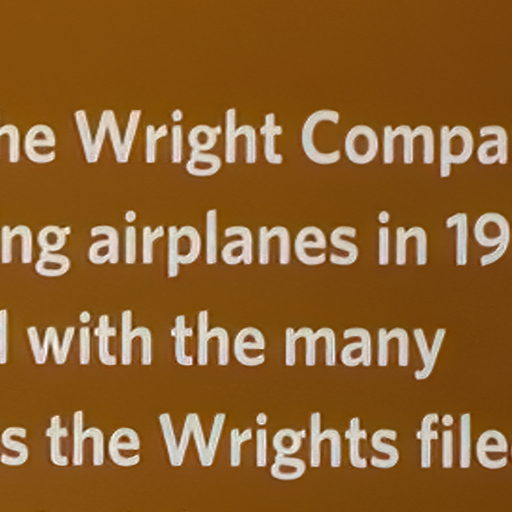 he Wright Compa
ng airplanes in 19
with the many
s the Wrights file